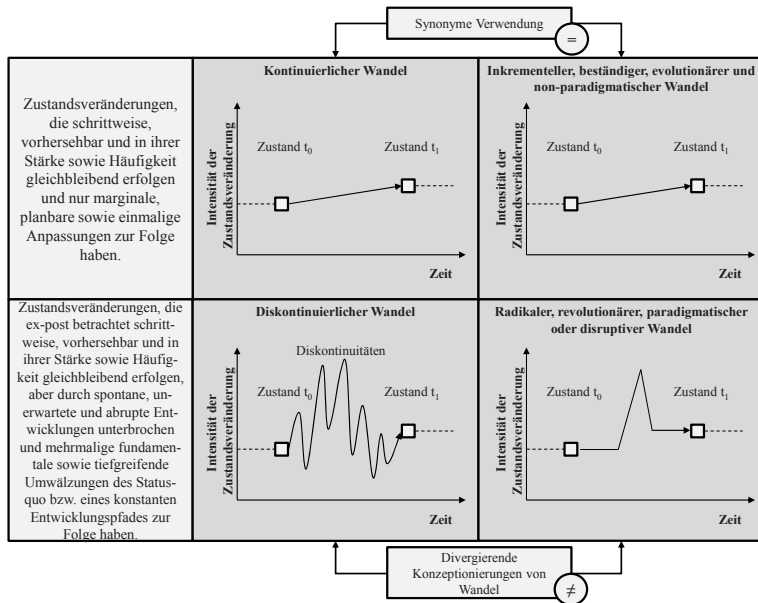 Synonyme Verwendung
=
Zustandsveränderungen,
die schrittweise,
vorhersehbar und in ihrer
Stärke sowie Häufigkeit
gleichbleibend erfolgen
und nur marginale,
planbare sowie einmalige
Anpassungen zur Folge
haben.
Kontinuierlicher Wandel
Intensität der
Zustandsveränderung
Zustand t₀
Zustand t₁
Zeit
Inkrementeller, beständiger, evolutionärer und
non-paradigmatischer Wandel
Intensität der
Zustandsveränderung
Zustand t₀
Zustand t₁
Zeit
Zustandsveränderungen, die
ex-post betrachtet schritt-
weise, vorhersehbar und in
ihrer Stärke sowie Häufig-
keit gleichbleibend erfolgen,
aber durch spontane, un-
erwartete und abrupte Ent-
wicklungen unterbrochen
und mehrmalige fundamen-
tale sowie tiefgreifende
Umwälzungen des Status-
quo bzw. eines konstanten
Entwicklungspfades zur
Folge haben.
Diskontinuierlicher Wandel
Intensität der
Zustandsveränderung
Diskontinuitäten
Zustand t₀
Zustand t₁
Zeit
Radikaler, revolutionärer, paradigmatischer
oder disruptiver Wandel
Intensität der
Zustandsveränderung
Zustand t₀
Zustand t₁
Zeit
Divergierende
Konzeptionierungen von
Wandel
≠